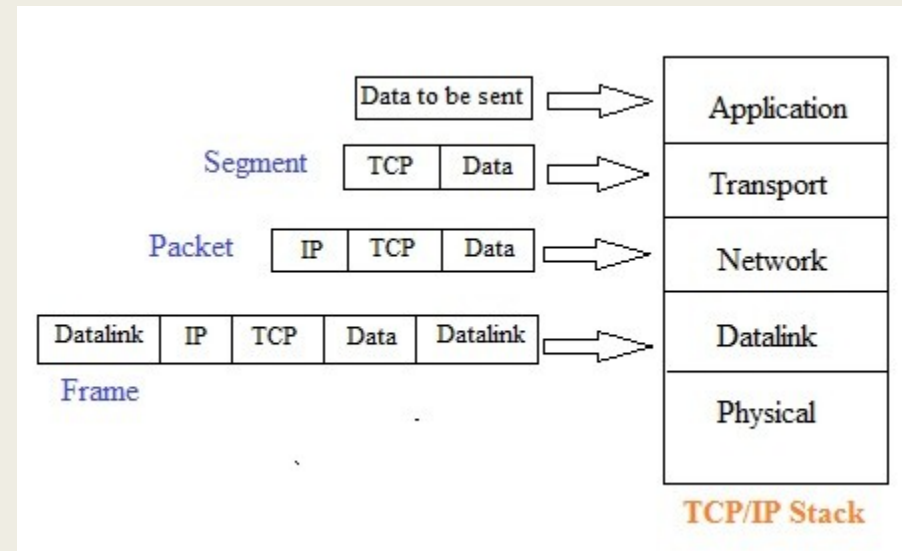 Data to be sent
Application
Segment
TCP
Data
Transport
Packet
IP
TCP
Data
Network
Datalink
IP
TCP
Data
Datalink
Datalink
Frame
Physical
TCP/IP Stack